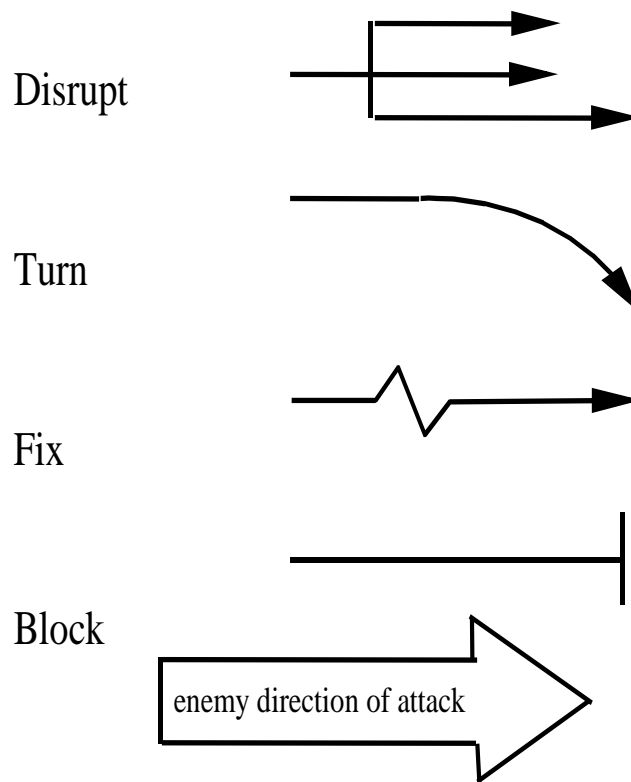 Disrupt
Turn
Fix
Block
enemy direction of attack